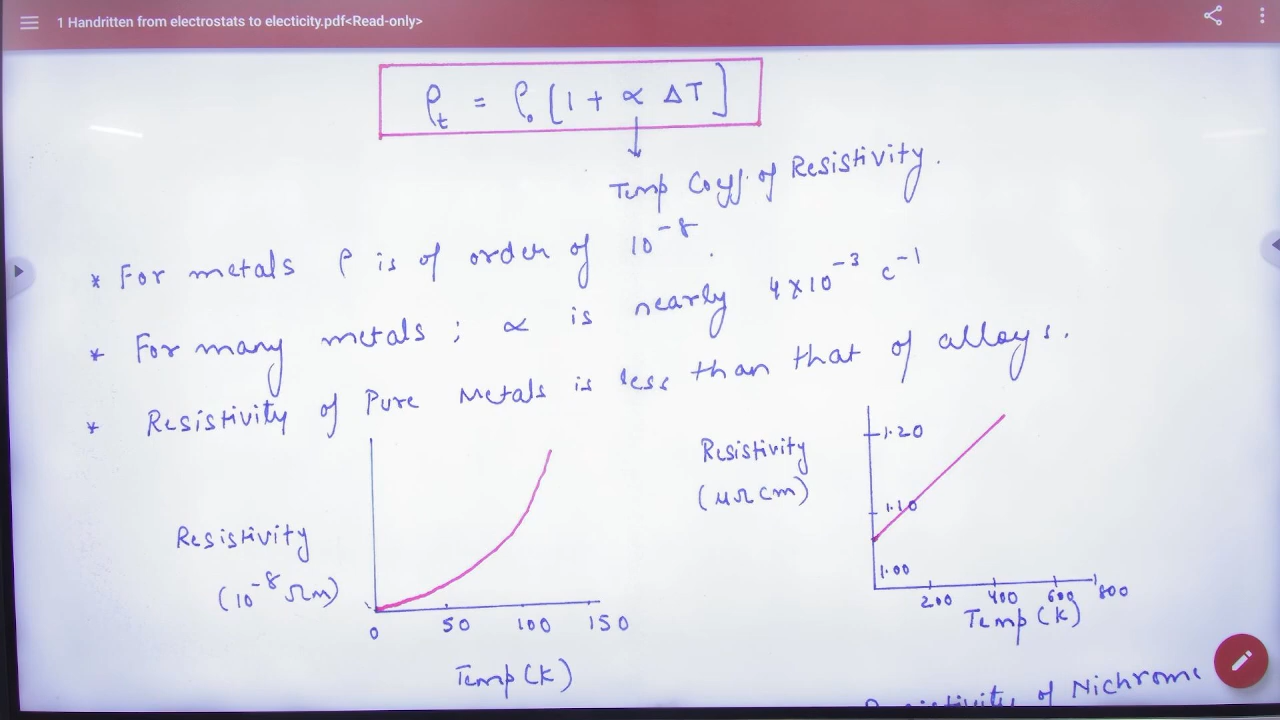 1 Handritten from electrostats to electicity.pdf<Read-only>
ρt = ρ₀ [1 + ∝ ΔT]
Temp Coeff. of Resistivity.
* For metals ρ is of order of 10⁻⁸.
* For many metals ; ∝ is nearly 4×10⁻³ c⁻¹
* Resistivity of Pure Metals is less than that of alloys.
Resistivity
(10⁻⁸ Ωm)
0 50 100 150
Temp (K)
Resistivity
(μΩ cm)
1.20
1.10
1.00
200 400 600 800
Temp (K)
Resistivity of Nichrome